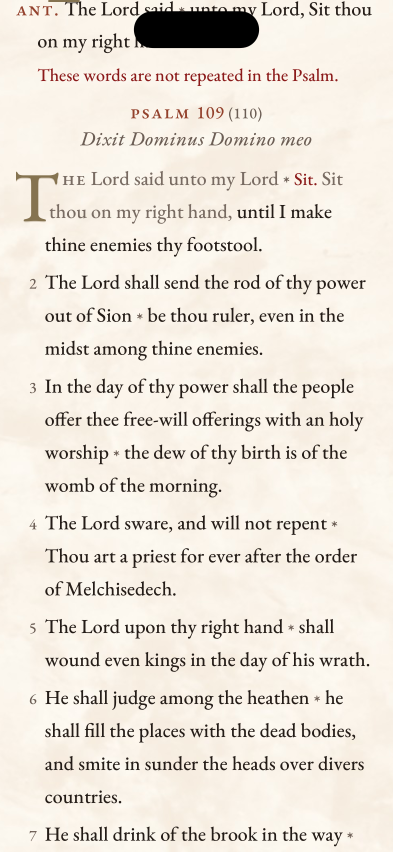 ANT. The Lord said * unto my Lord, Sit thou
on my right
These words are not repeated in the Psalm.
PSALM 109 (110)
Dixit Dominus Domino meo
THE Lord said unto my Lord * Sit. Sit
thou on my right hand, until I make
thine enemies thy footstool.
2 The Lord shall send the rod of thy power
out of Sion * be thou ruler, even in the
midst among thine enemies.
3 In the day of thy power shall the people
offer thee free-will offerings with an holy
worship * the dew of thy birth is of the
womb of the morning.
4 The Lord sware, and will not repent *
Thou art a priest for ever after the order
of Melchisedech.
5 The Lord upon thy right hand * shall
wound even kings in the day of his wrath.
6 He shall judge among the heathen * he
shall fill the places with the dead bodies,
and smite in sunder the heads over divers
countries.
7 He shall drink of the brook in the way *